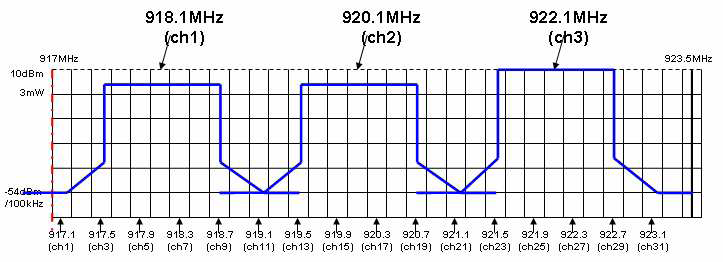 918.1MHz 920.1MHz 922.1MHz
(ch1) (ch2) (ch3)
917MHz 923.5MHz
10dBm
3mW
-54dBm
/100kHz
917.1 917.5 917.9 918.3 918.7 919.1 919.5 919.9 920.3 920.7 921.1 921.5 921.9 922.3 922.7 923.1
(ch1) (ch3) (ch5) (ch7) (ch9) (ch11) (ch13) (ch15) (ch17) (ch19) (ch21) (ch23) (ch25) (ch27) (ch29) (ch31)